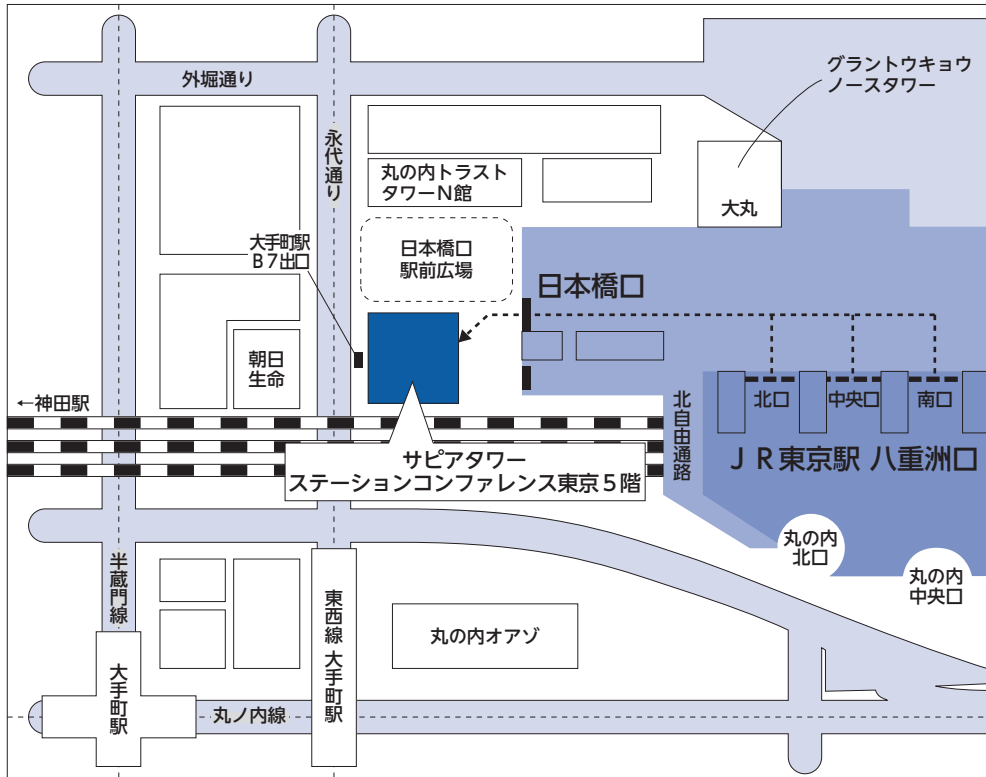 外堀通り
グラントウキョウ
ノースタワー
永代通り
丸の内トラスト
タワーN館
大丸
大手町駅
B7出口
日本橋口
駅前広場
日本橋口
朝日
生命
←神田駅
北口
中央口
南口
北自由通路
サピアタワー
ステーションコンファレンス東京5階
JR東京駅 八重洲口
丸の内
北口
丸の内
中央口
半蔵門線
東西線 大手町駅
丸の内オアゾ
大手町駅
丸ノ内線